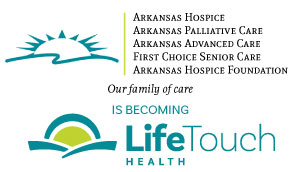 ARKANSAS HOSPICE
ARKANSAS PALLIATIVE CARE
ARKANSAS ADVANCED CARE
FIRST CHOICE SENIOR CARE
ARKANSAS HOSPICE FOUNDATION
Our family of care
IS BECOMING
LifeTouch
HEALTH